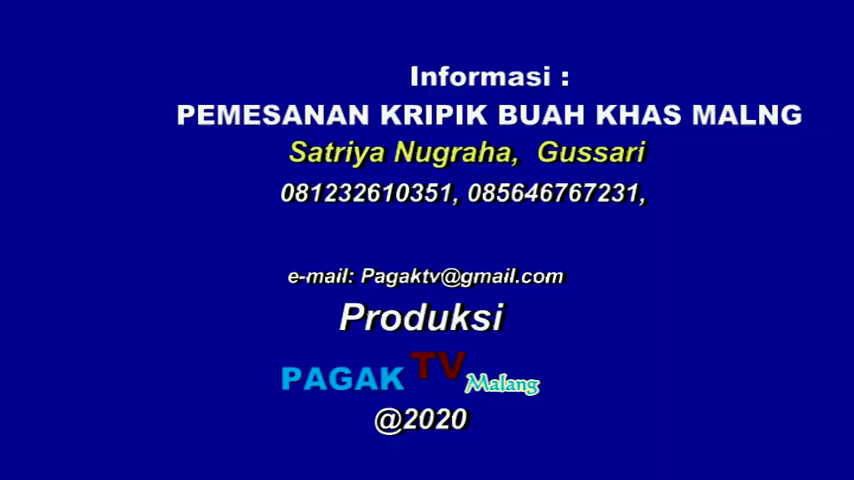 Informasi :
PEMESANAN KRIPIK BUAH KHAS MALNG
Satriya Nugraha, Gussari
081232610351, 085646767231,
e-mail: Pagaktv@gmail.com
Produksi
PAGAK TV Malang
@2020